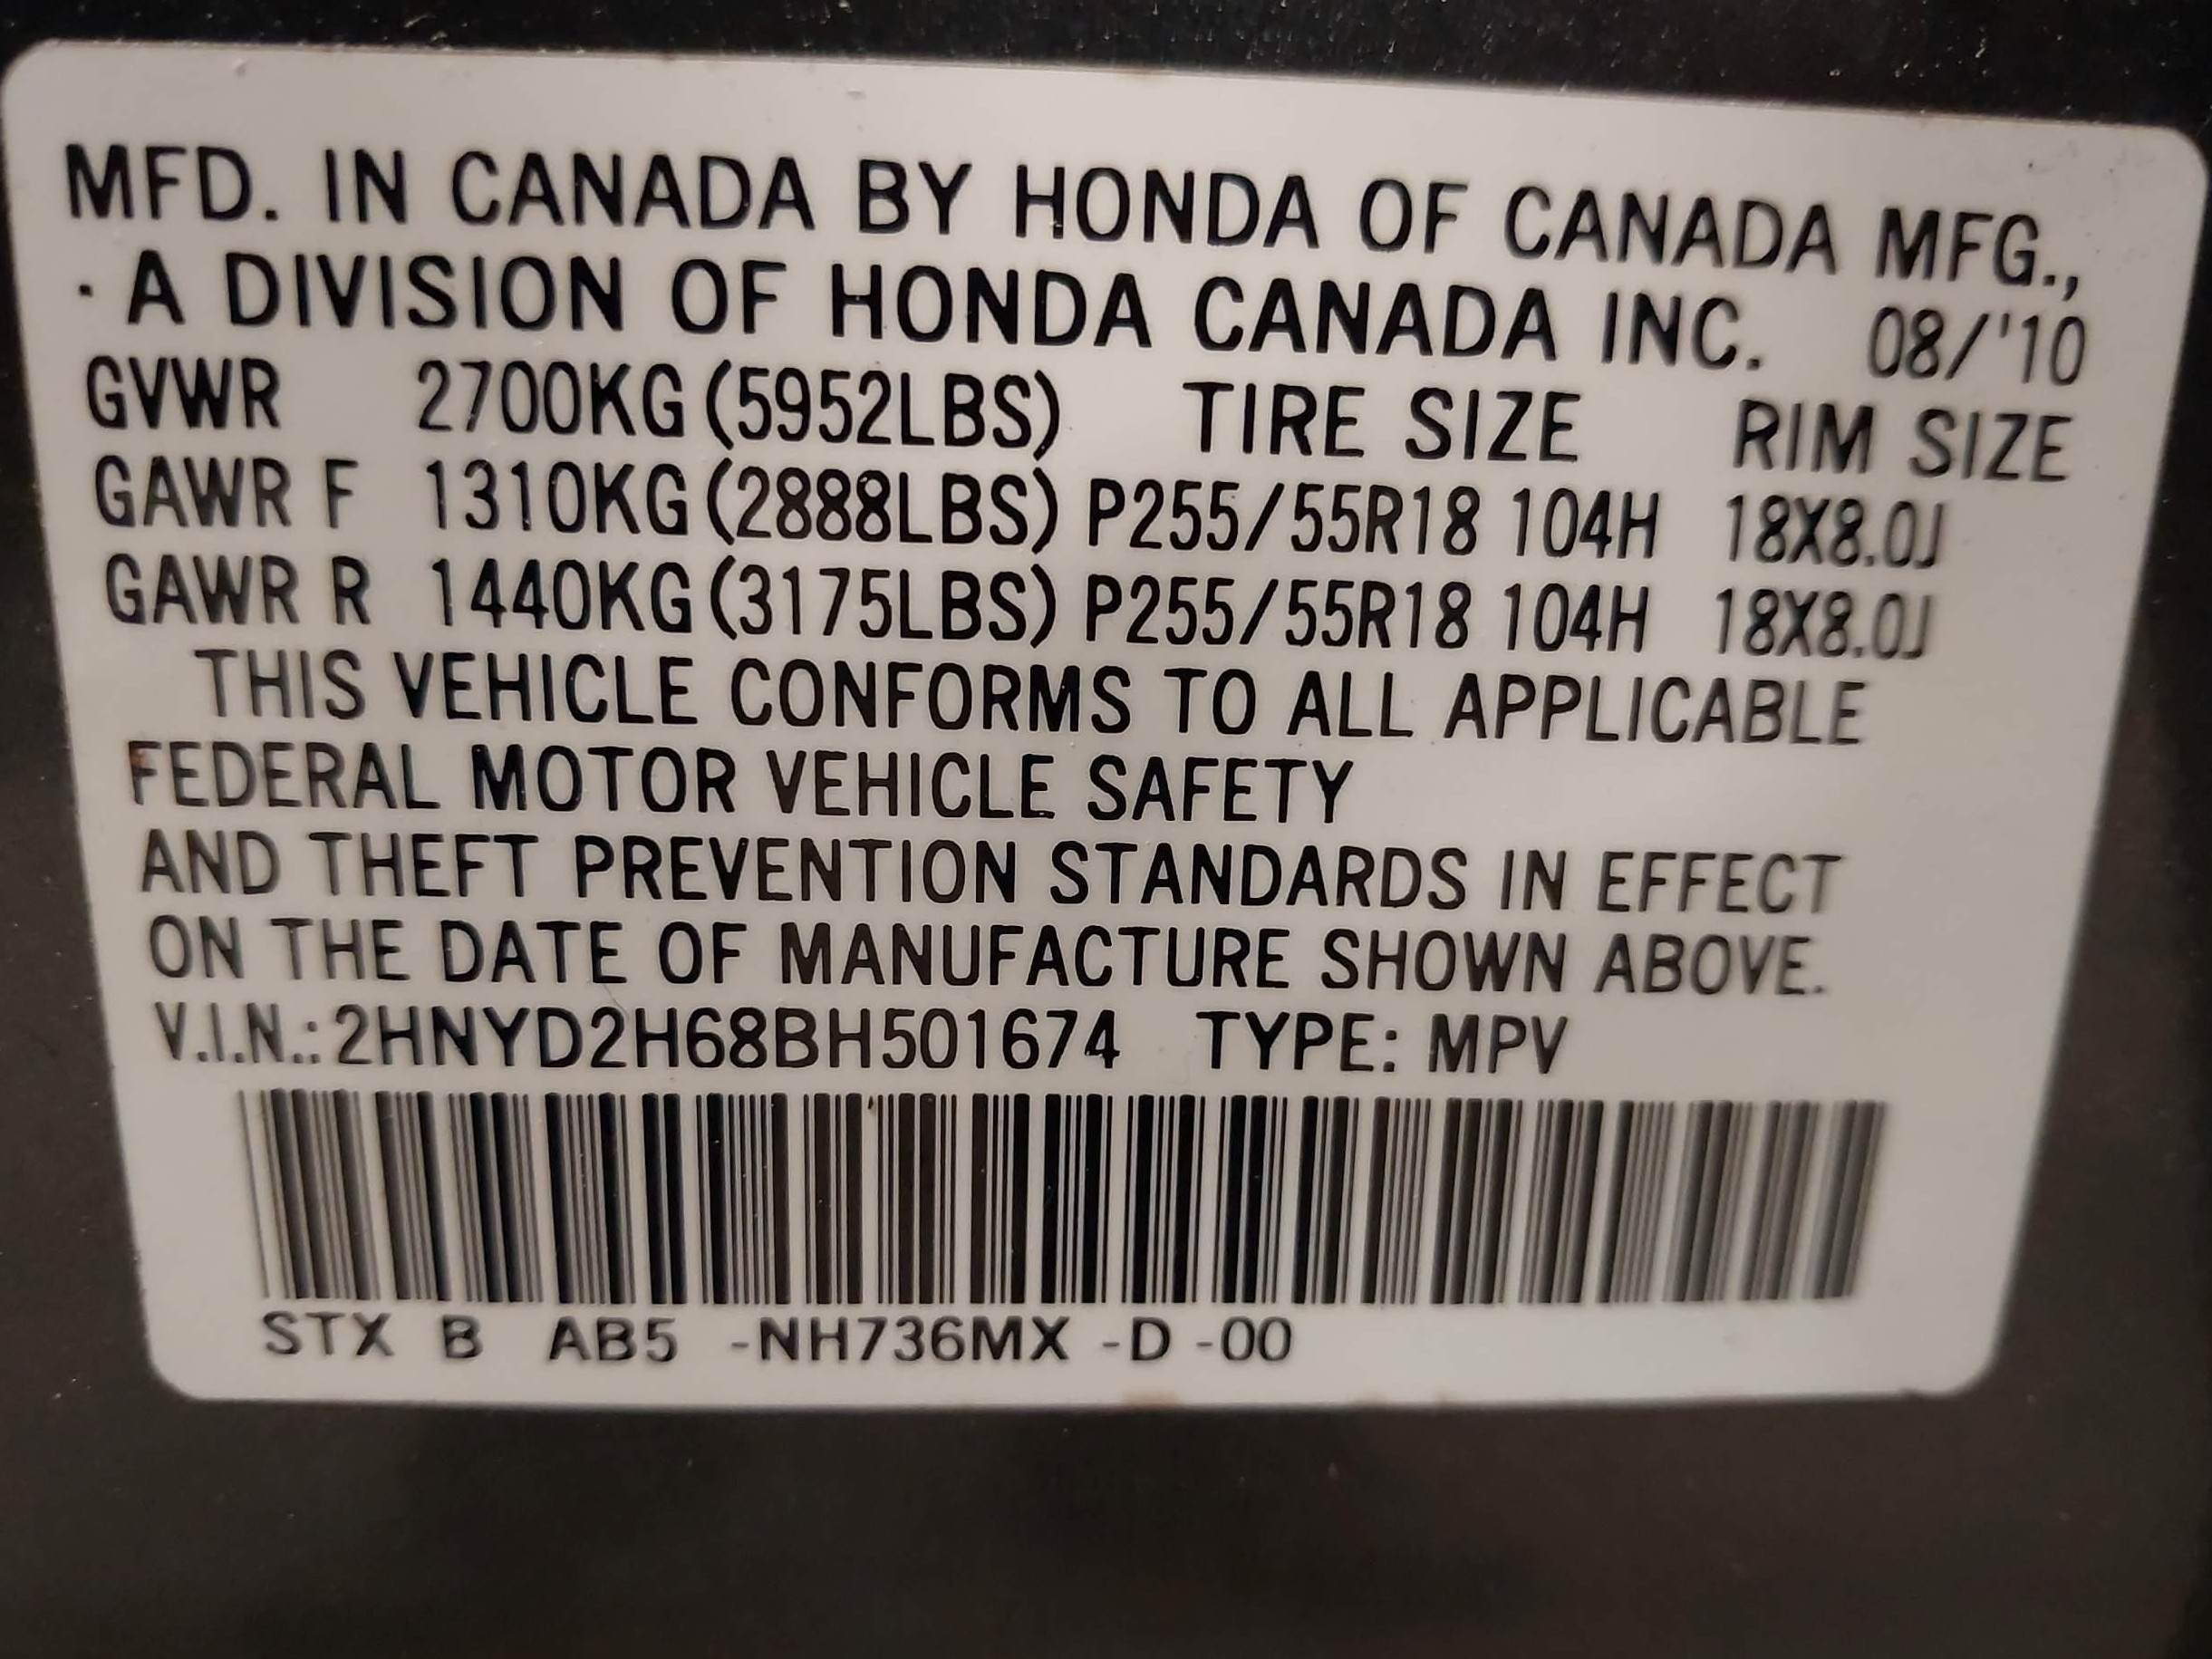 MFD. IN CANADA BY HONDA OF CANADA MFG.,
· A DIVISION OF HONDA CANADA INC. 08/'10
GVWR 2700KG (5952LBS) TIRE SIZE RIM SIZE
GAWR F 1310KG (2888LBS) P255/55R18 104H 18X8.0J
GAWR R 1440KG (3175LBS) P255/55R18 104H 18X8.0J
THIS VEHICLE CONFORMS TO ALL APPLICABLE
FEDERAL MOTOR VEHICLE SAFETY
AND THEFT PREVENTION STANDARDS IN EFFECT
ON THE DATE OF MANUFACTURE SHOWN ABOVE.
V.I.N.: 2HNYD2H68BH501674 TYPE: MPV
STX B AB5 -NH736MX -D -00